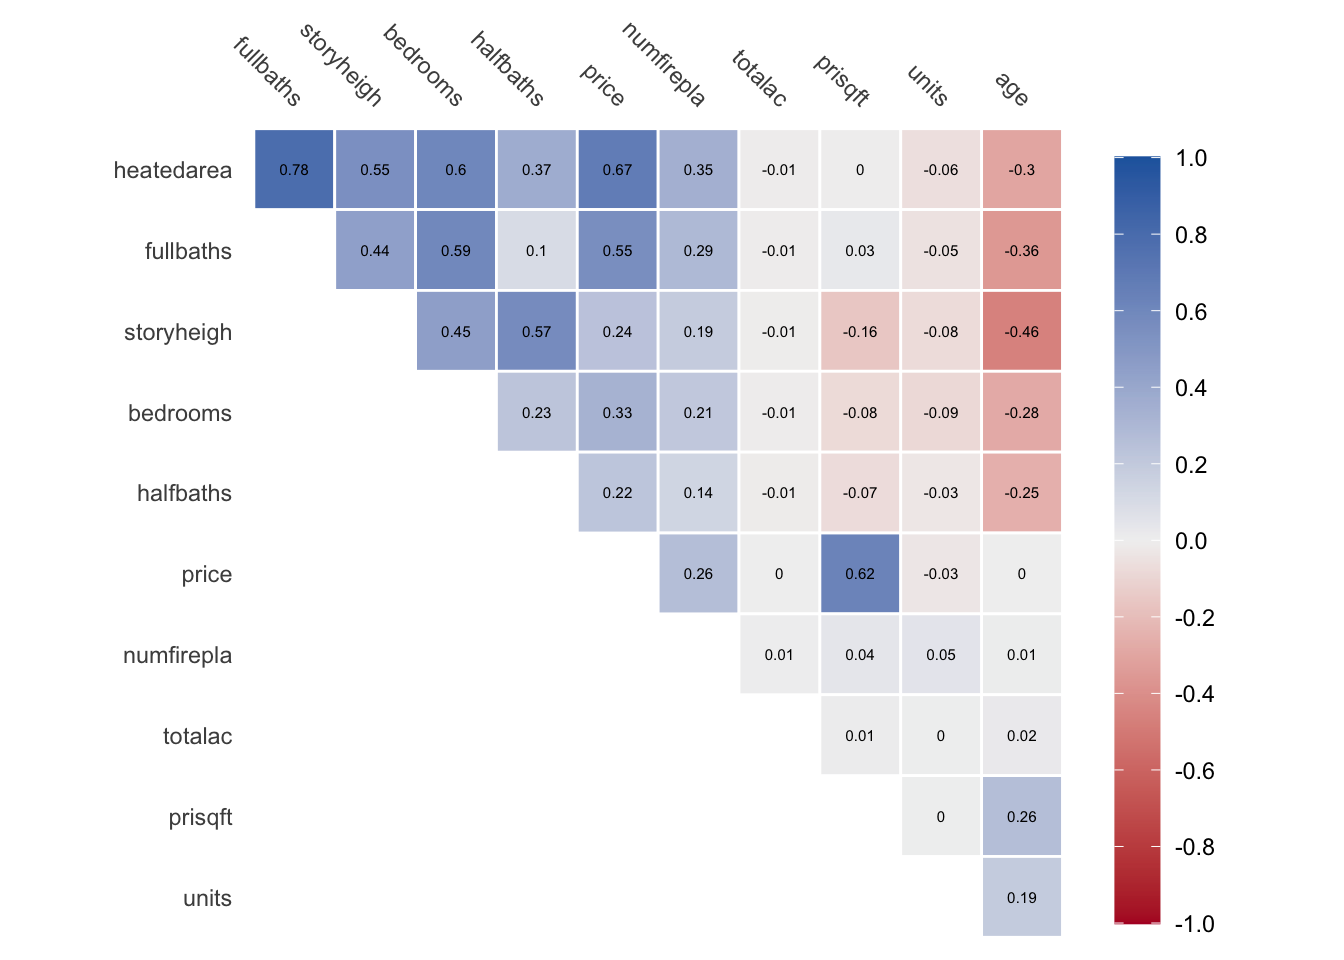 fullbaths storyheigh bedrooms halfbaths price numfirepla totalac prisqft units age
heatedarea 0.78 0.55 0.6 0.37 0.67 0.35 -0.01 0 -0.06 -0.3
fullbaths 0.44 0.59 0.1 0.55 0.29 -0.01 0.03 -0.05 -0.36
storyheigh 0.45 0.57 0.24 0.19 -0.01 -0.16 -0.08 -0.46
bedrooms 0.23 0.33 0.21 -0.01 -0.08 -0.09 -0.28
halfbaths 0.22 0.14 -0.01 -0.07 -0.03 -0.25
price 0.26 0 0.62 -0.03 0
numfirepla 0.01 0.04 0.05 0.01
totalac 0.01 0 0.02
prisqft 0 0.26
units 0.19
1.0
0.8
0.6
0.4
0.2
0.0
-0.2
-0.4
-0.6
-0.8
-1.0